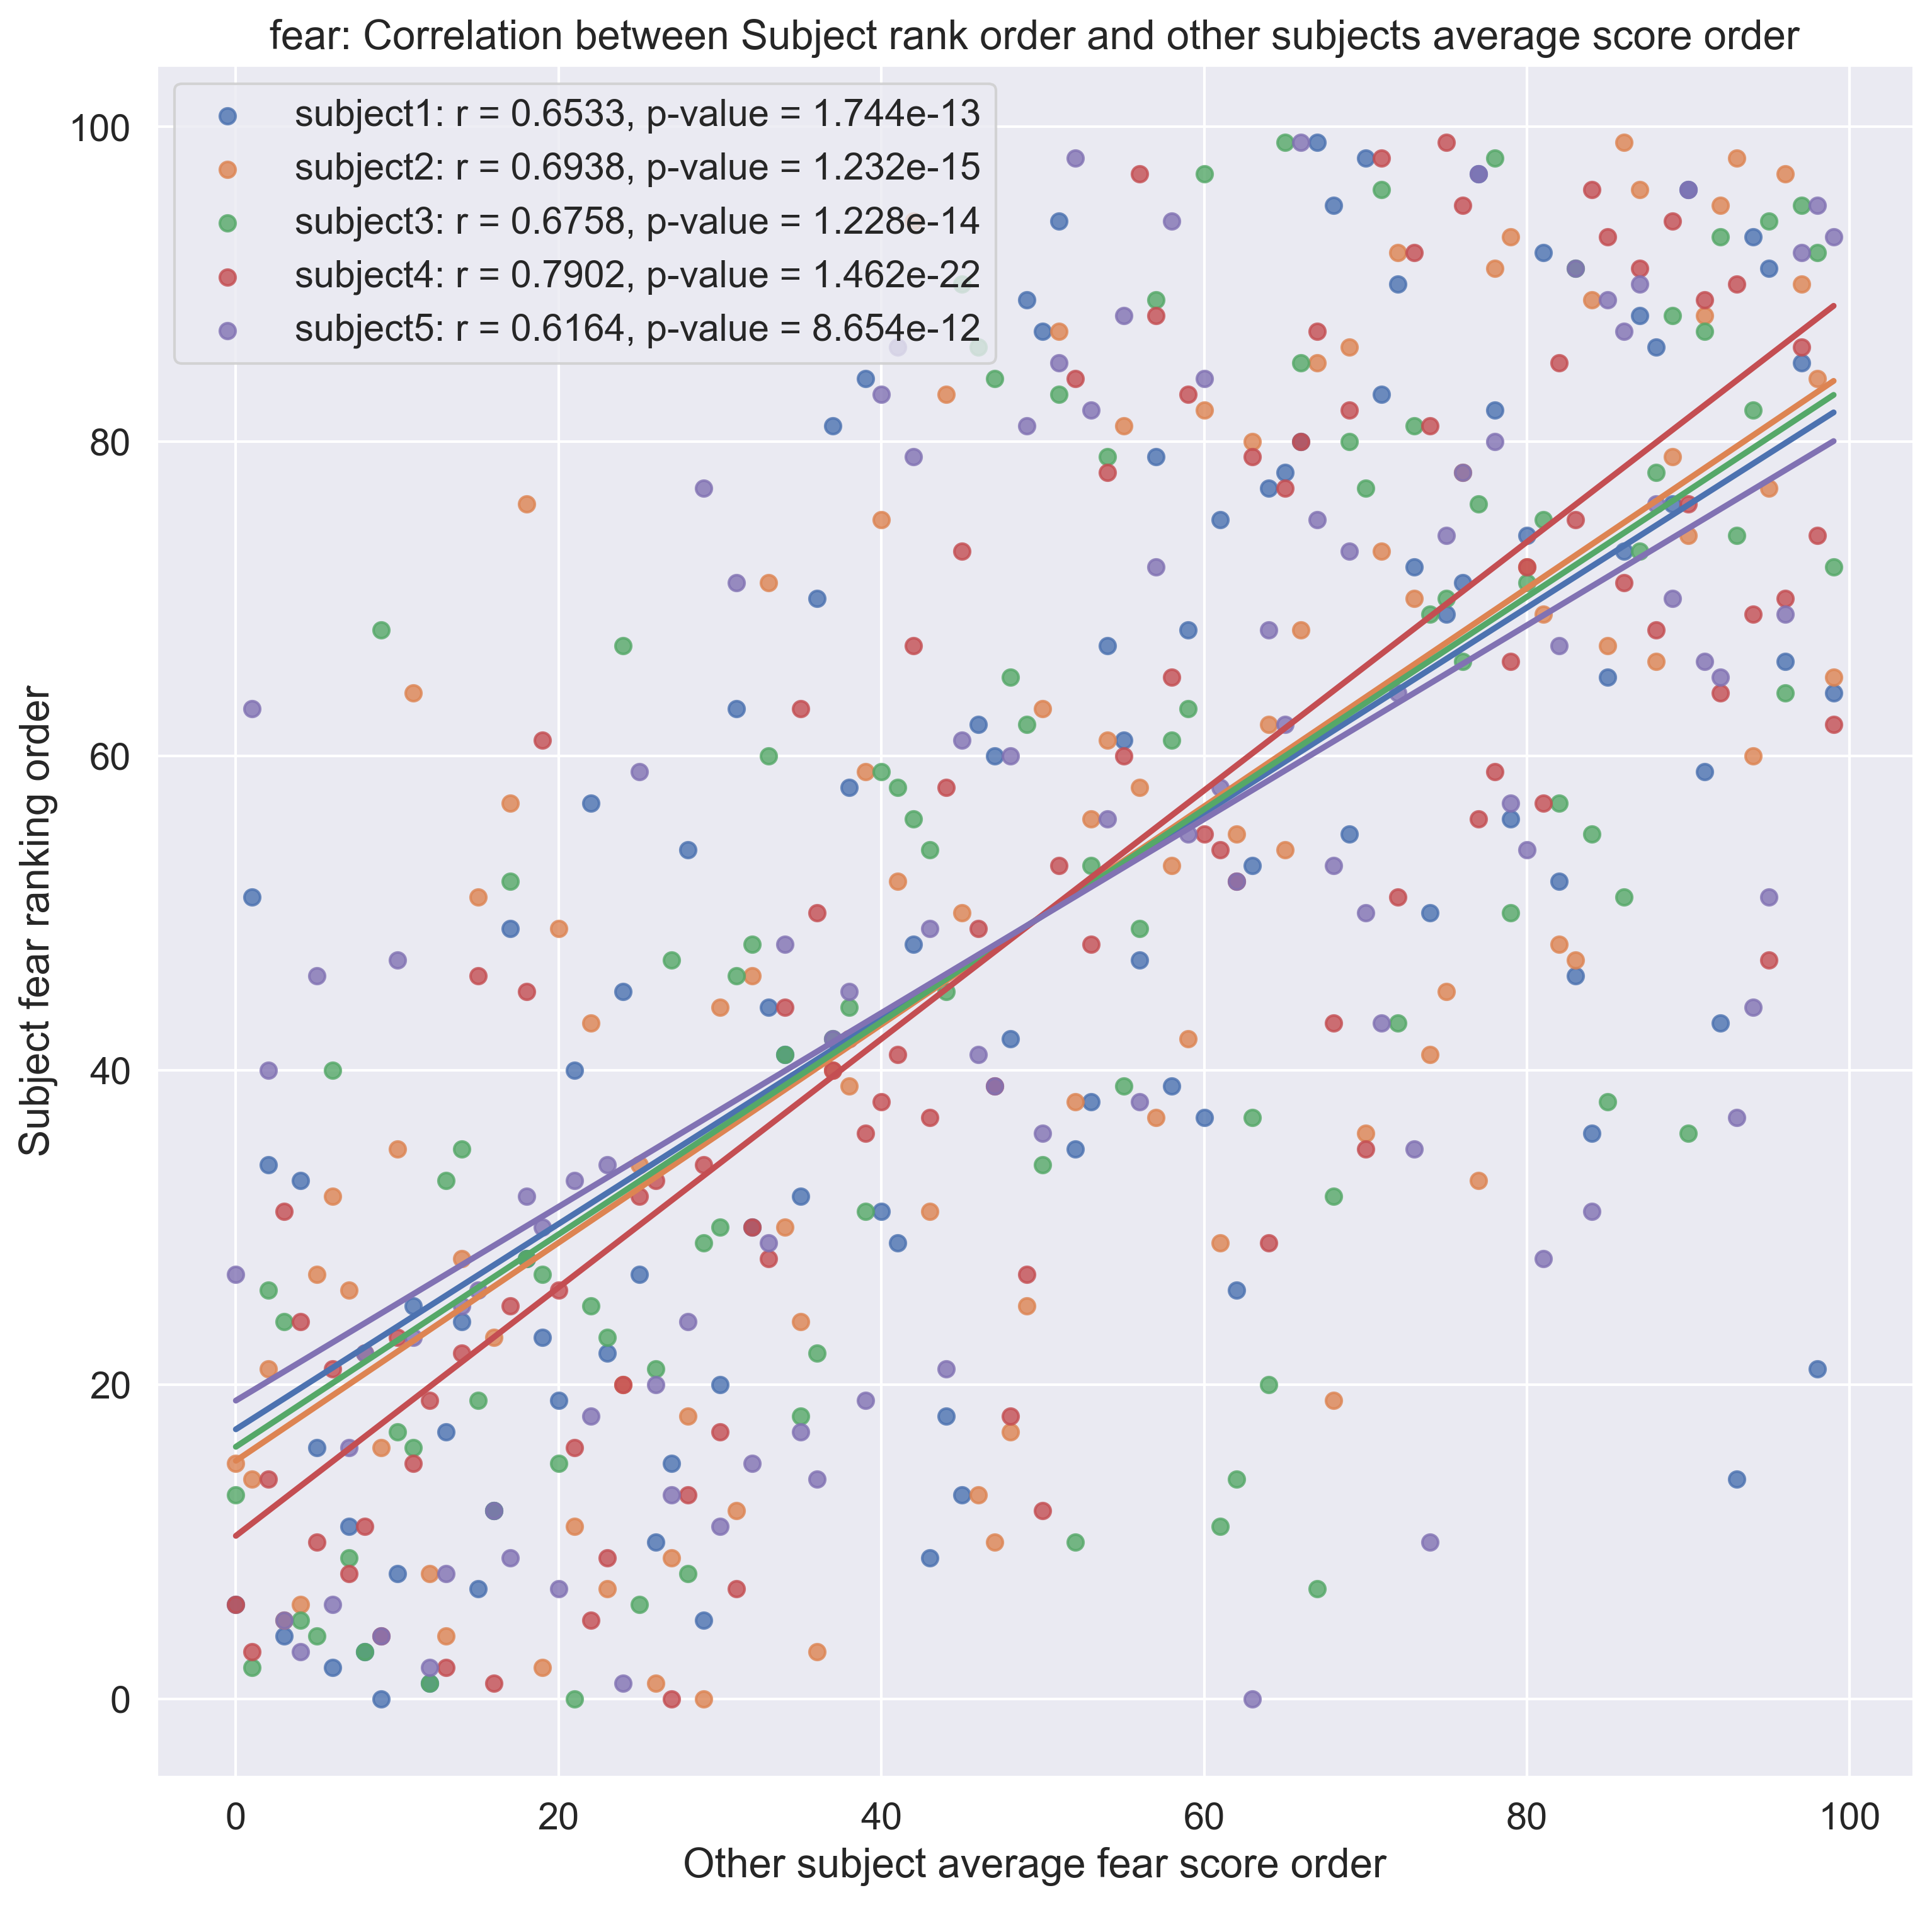 fear: Correlation between Subject rank order and other subjects average score order
subject1: r = 0.6533, p-value = 1.744e-13
subject2: r = 0.6938, p-value = 1.232e-15
subject3: r = 0.6758, p-value = 1.228e-14
subject4: r = 0.7902, p-value = 1.462e-22
subject5: r = 0.6164, p-value = 8.654e-12
Subject fear ranking order
100
80
60
40
20
0
0 20 40 60 80 100
Other subject average fear score order